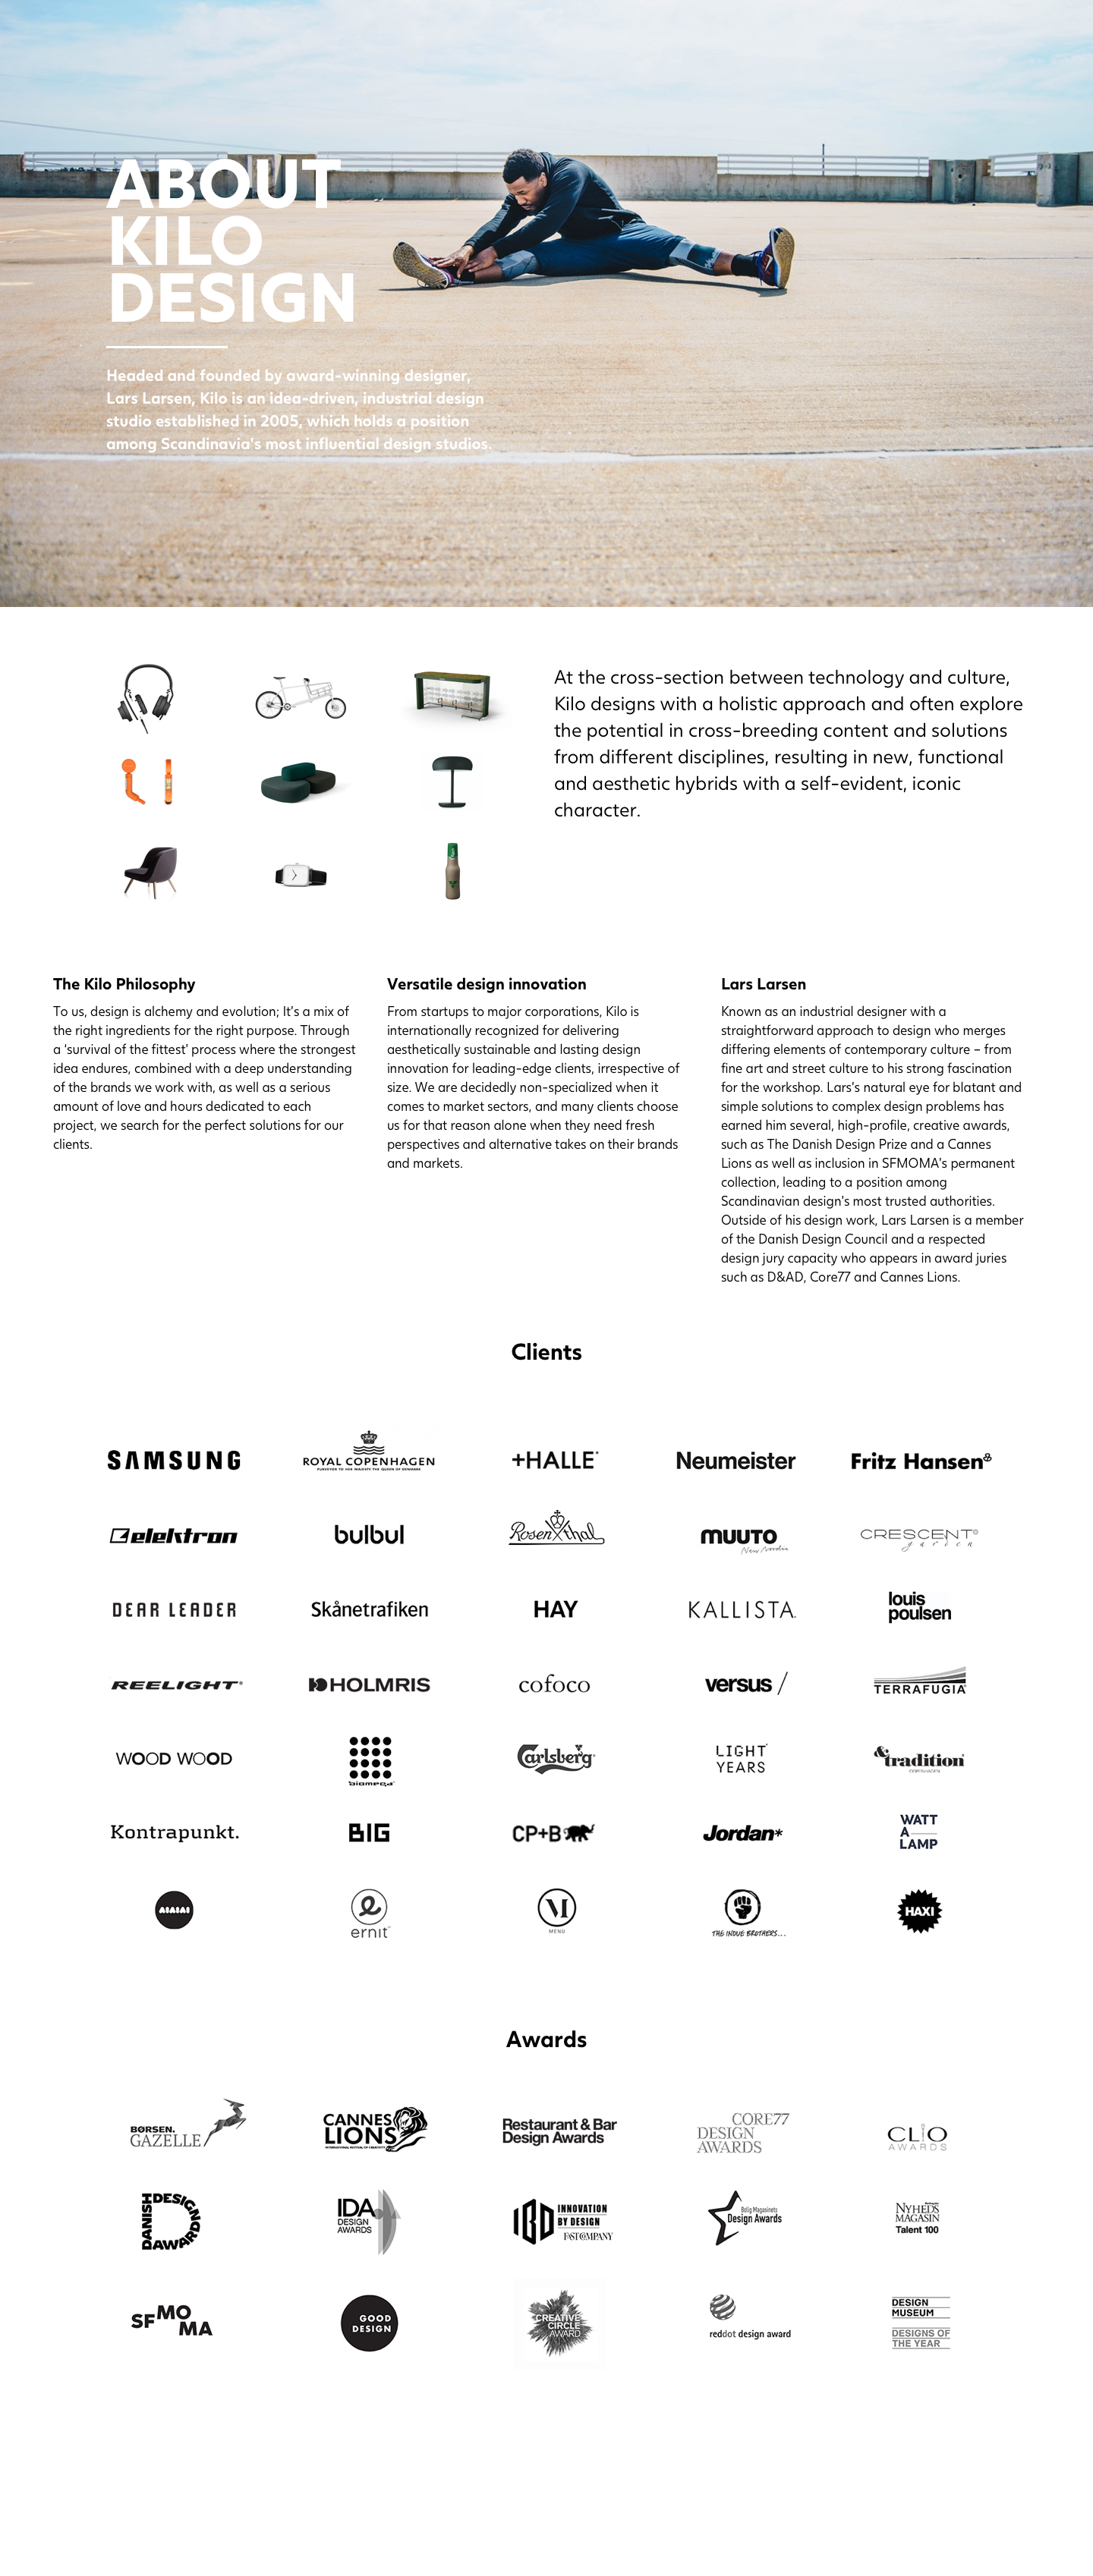 ABOUT
KILO
DESIGN
Headed and founded by award-winning designer,
Lars Larsen, Kilo is an idea-driven, industrial design
studio established in 2005, which holds a position
among Scandinavia's most influential design studios.
At the cross-section between technology and culture,
Kilo designs with a holistic approach and often explore
the potential in cross-breeding content and solutions
from different disciplines, resulting in new, functional
and aesthetic hybrids with a self-evident, iconic
character.
The Kilo Philosophy
To us, design is alchemy and evolution; It's a mix of
the right ingredients for the right purpose. Through
a 'survival of the fittest' process where the strongest
idea endures, combined with a deep understanding
of the brands we work with, as well as a serious
amount of love and hours dedicated to each
project, we search for the perfect solutions for our
clients.
Versatile design innovation
From startups to major corporations, Kilo is
internationally recognized for delivering
aesthetically sustainable and lasting design
innovation for leading-edge clients, irrespective of
size. We are decidedly non-specialized when it
comes to market sectors, and many clients choose
us for that reason alone when they need fresh
perspectives and alternative takes on their brands
and markets.
Lars Larsen
Known as an industrial designer with a
straightforward approach to design who merges
differing elements of contemporary culture – from
fine art and street culture to his strong fascination
for the workshop. Lars's natural eye for blatant and
simple solutions to complex design problems has
earned him several, high-profile, creative awards,
such as The Danish Design Prize and a Cannes
Lions as well as inclusion in SFMOMA's permanent
collection, leading to a position among
Scandinavian design's most trusted authorities.
Outside of his design work, Lars Larsen is a member
of the Danish Design Council and a respected
design jury capacity who appears in award juries
such as D&AD, Core77 and Cannes Lions.
Clients
SAMSUNG
ROYAL COPENHAGEN
PURVEYOR TO HER MAJESTY THE QUEEN OF DENMARK
+HALLE®
Neumeister
Fritz Hansen
elektron
bulbul
Rosenthal
muuto
New Nordic
CRESCENT®
garden
DEAR LEADER
Skånetrafiken
HAY
KALLISTA.
louis
poulsen
REELIGHT®
HOLMRIS
cofoco
versus /
TERRAFUGIA
WOOD WOOD
biomega
Carlsberg
LIGHT
YEARS
&tradition
COPENHAGEN
Kontrapunkt.
BIG
CP+B
Jordan*
WATT
A
LAMP
AIAIAI
ernit
MENU
THE INOUE BROTHERS...
HAXI
Awards
BØRSEN.
GAZELLE
CANNES
LIONS
INTERNATIONAL FESTIVAL OF CREATIVITY
Restaurant & Bar
Design Awards
CORE77
DESIGN
AWARDS
CLIO
AWARDS
DANISH DESIGN AWARD
IDA
DESIGN
AWARDS
IBD
INNOVATION
BY DESIGN
FAST COMPANY
Bolig Magasinets
Design Awards
NYHEDS
MAGASIN
Talent 100
SFMOMA
GOOD
DESIGN
CREATIVE
CIRCLE
AWARD
reddot design award
DESIGN
MUSEUM
DESIGNS OF
THE YEAR